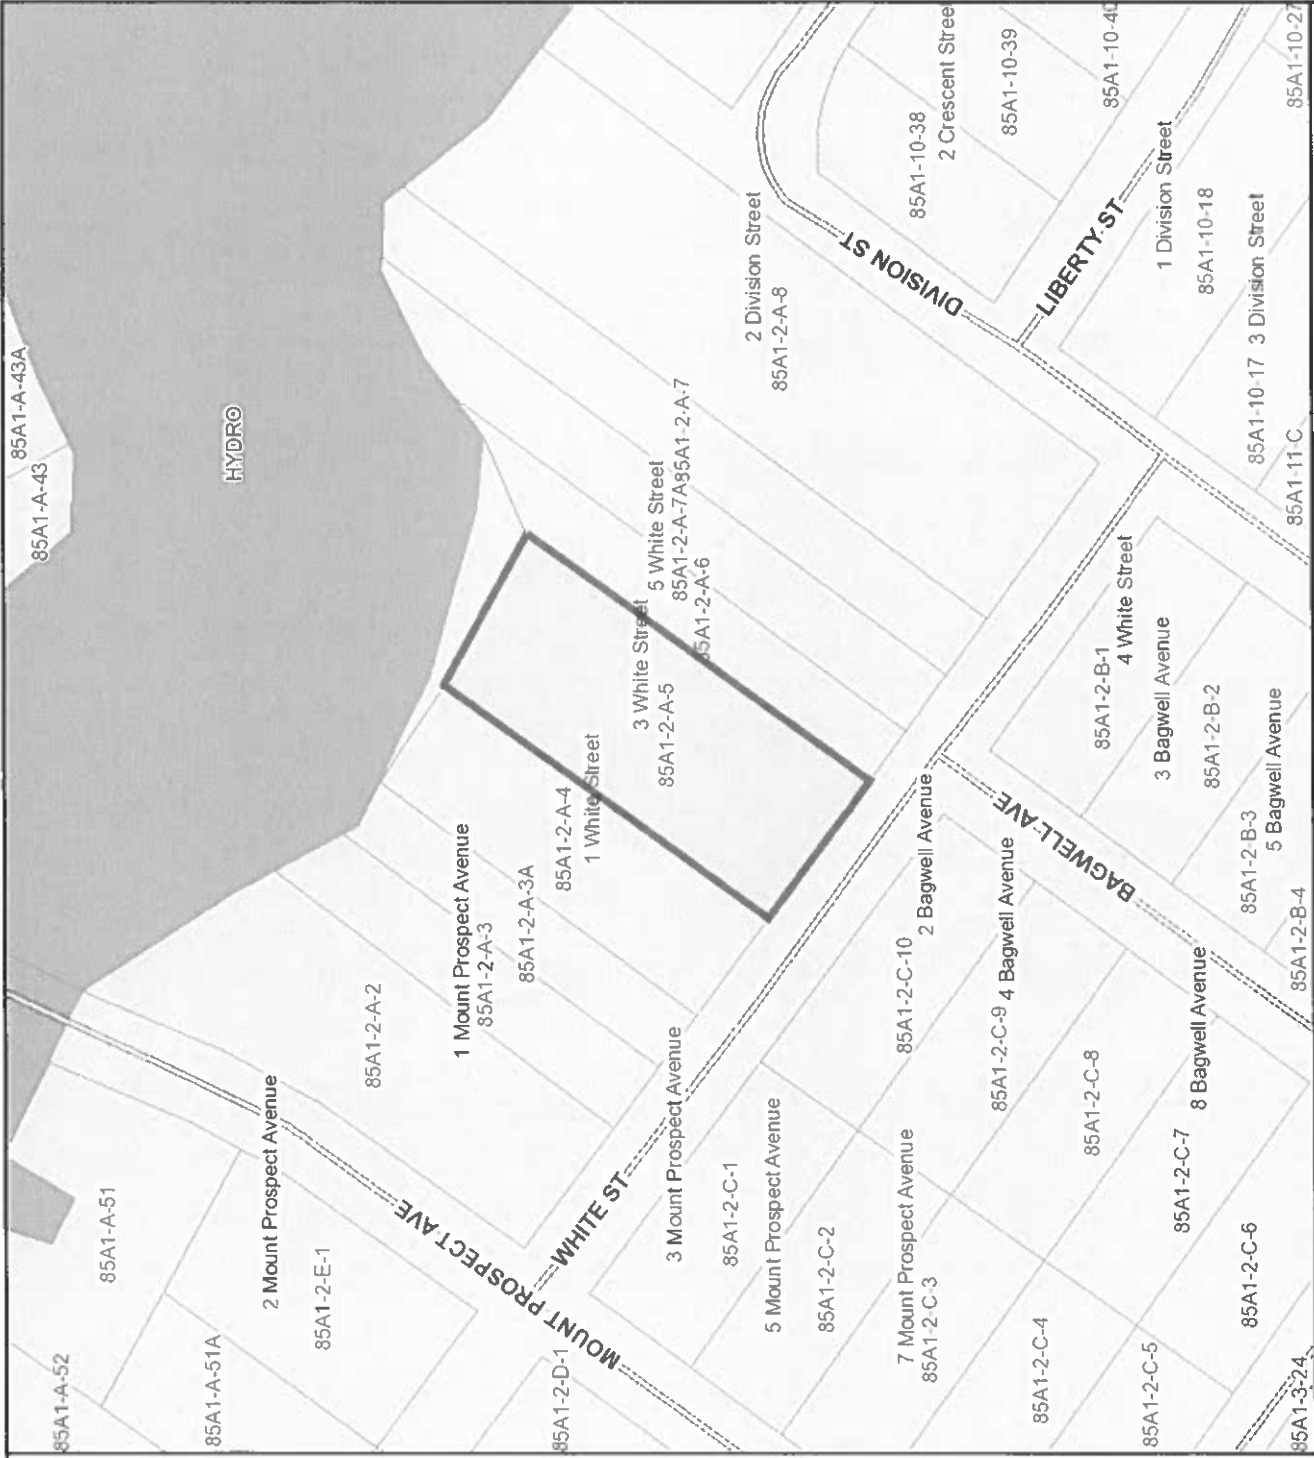 85A1-A-43A
85A1-A-43
85A1-A-52
85A1-A-51
85A1-A-51A
HYDRO
2 Mount Prospect Avenue
85A1-2-E-1
85A1-2-A-2
1 Mount Prospect Avenue
85A1-2-A-3
MOUNT PROSPECT AVE
85A1-2-A-3A
85A1-2-D-1
85A1-2-A-4
1 White Street
WHITE ST
3 White Street
85A1-2-A-5
5 White Street
85A1-2-A-7A
85A1-2-A-7
85A1-2-A-6
3 Mount Prospect Avenue
85A1-2-C-1
2 Division Street
85A1-2-A-8
5 Mount Prospect Avenue
85A1-2-C-2
7 Mount Prospect Avenue
85A1-2-C-3
85A1-2-C-10
2 Bagwell Avenue
DIVISION ST
85A1-10-38
2 Crescent Street
85A1-2-C-9
4 Bagwell Avenue
85A1-10-39
85A1-2-C-4
BAGWELL AVE
LIBERTY ST
85A1-2-C-8
85A1-2-B-1
4 White Street
85A1-10-40
85A1-2-C-5
3 Bagwell Avenue
1 Division Street
85A1-2-C-7
8 Bagwell Avenue
85A1-2-B-2
85A1-10-18
85A1-2-C-6
85A1-2-B-3
5 Bagwell Avenue
85A1-10-17
3 Division Street
85A1-3-24
85A1-2-B-4
85A1-11-C
85A1-10-27